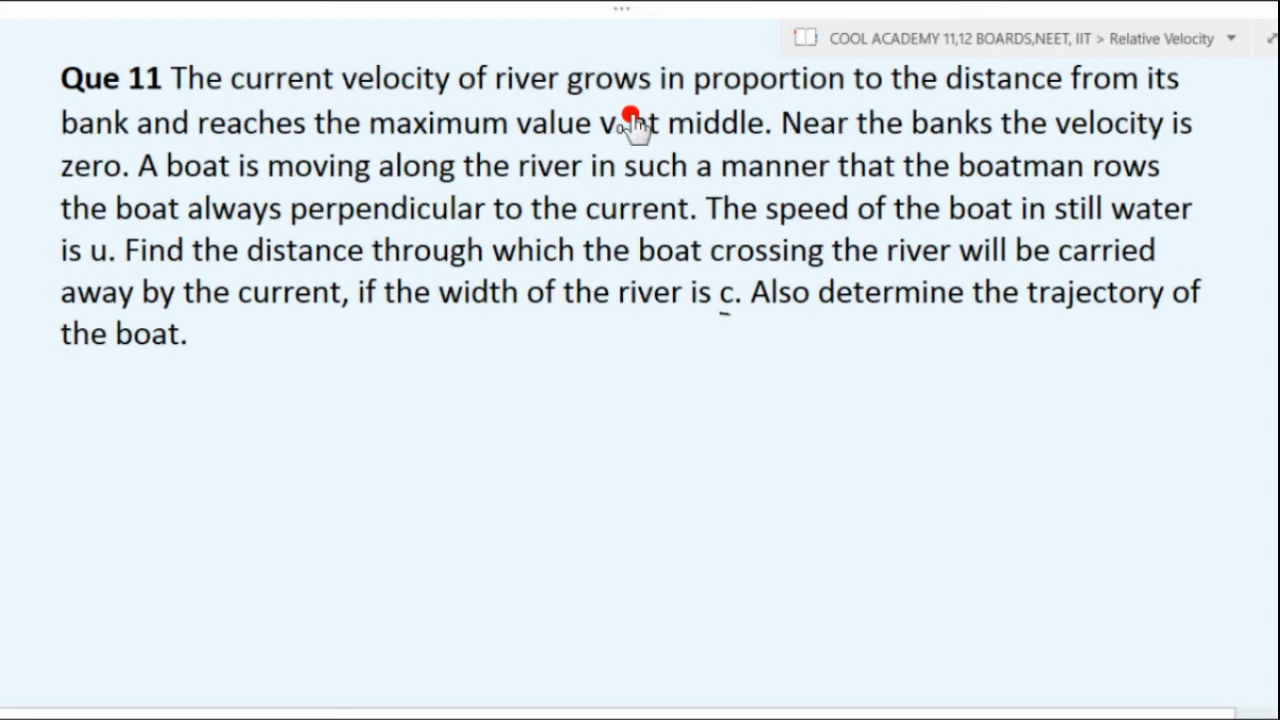 COOL ACADEMY 11,12 BOARDS,NEET, IIT > Relative Velocity
Que 11 The current velocity of river grows in proportion to the distance from its
bank and reaches the maximum value v₀ at middle. Near the banks the velocity is
zero. A boat is moving along the river in such a manner that the boatman rows
the boat always perpendicular to the current. The speed of the boat in still water
is u. Find the distance through which the boat crossing the river will be carried
away by the current, if the width of the river is c. Also determine the trajectory of
the boat.